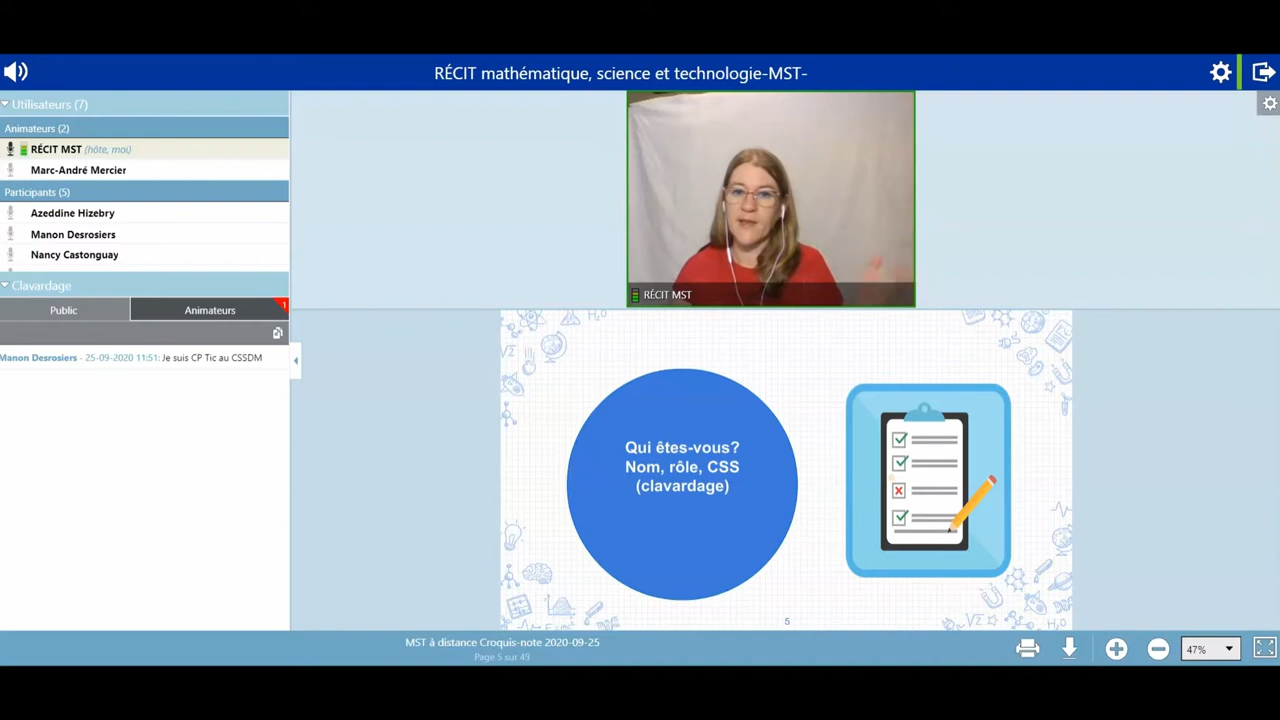 RÉCIT mathématique, science et technologie-MST-
Utilisateurs (7)
Animateurs (2)
RÉCIT MST (hôte, moi)
Marc-André Mercier
Participants (5)
Azeddine Hizebry
Manon Desrosiers
Nancy Castonguay
Clavardage
Public
Animateurs
1
Manon Desrosiers - 25-09-2020 11:51: Je suis CP Tic au CSSDM
RÉCIT MST
H₂O
Qui êtes-vous?
Nom, rôle, CSS
(clavardage)
5
MST à distance Croquis-note 2020-09-25
Page 5 sur 49
47%